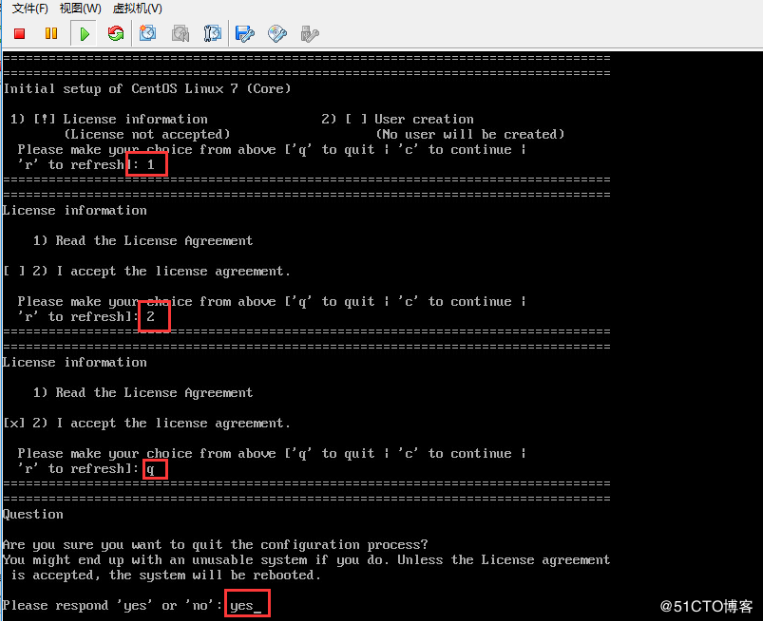 文件(F) 视图(W) 虚拟机(V)
================================================================================
================================================================================
Initial setup of CentOS Linux 7 (Core)
1) [!] License information 2) [ ] User creation
(License not accepted) (No user will be created)
Please make your choice from above ['q' to quit | 'c' to continue |
'r' to refresh]: 1
================================================================================
================================================================================
License information
1) Read the License Agreement
[ ] 2) I accept the license agreement.
Please make your choice from above ['q' to quit | 'c' to continue |
'r' to refresh]: 2
================================================================================
================================================================================
License information
1) Read the License Agreement
[x] 2) I accept the license agreement.
Please make your choice from above ['q' to quit | 'c' to continue |
'r' to refresh]: q
================================================================================
================================================================================
Question
Are you sure you want to quit the configuration process?
You might end up with an unusable system if you do. Unless the License agreement
is accepted, the system will be rebooted.
Please respond 'yes' or 'no': yes_
@51CTO博客